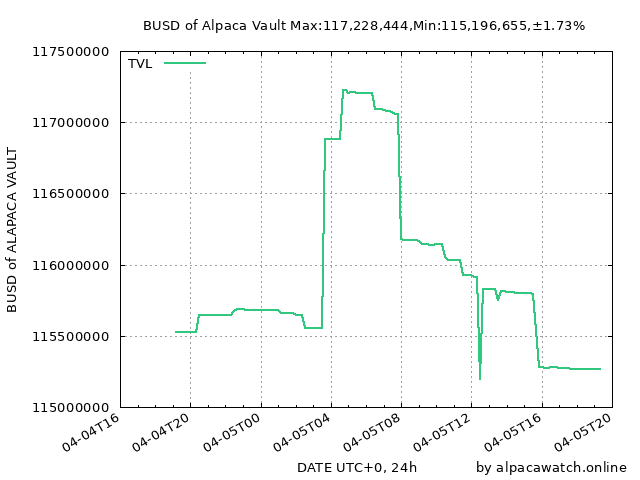 BUSD of Alpaca Vault Max:117,228,444,Min:115,196,655,±1.73%
117500000
TVL
117000000
116500000
116000000
115500000
115000000
BUSD of ALAPACA VAULT
04-04T16
04-04T20
04-05T00
04-05T04
04-05T08
04-05T12
04-05T16
04-05T20
DATE UTC+0, 24h
by alpacawatch.online